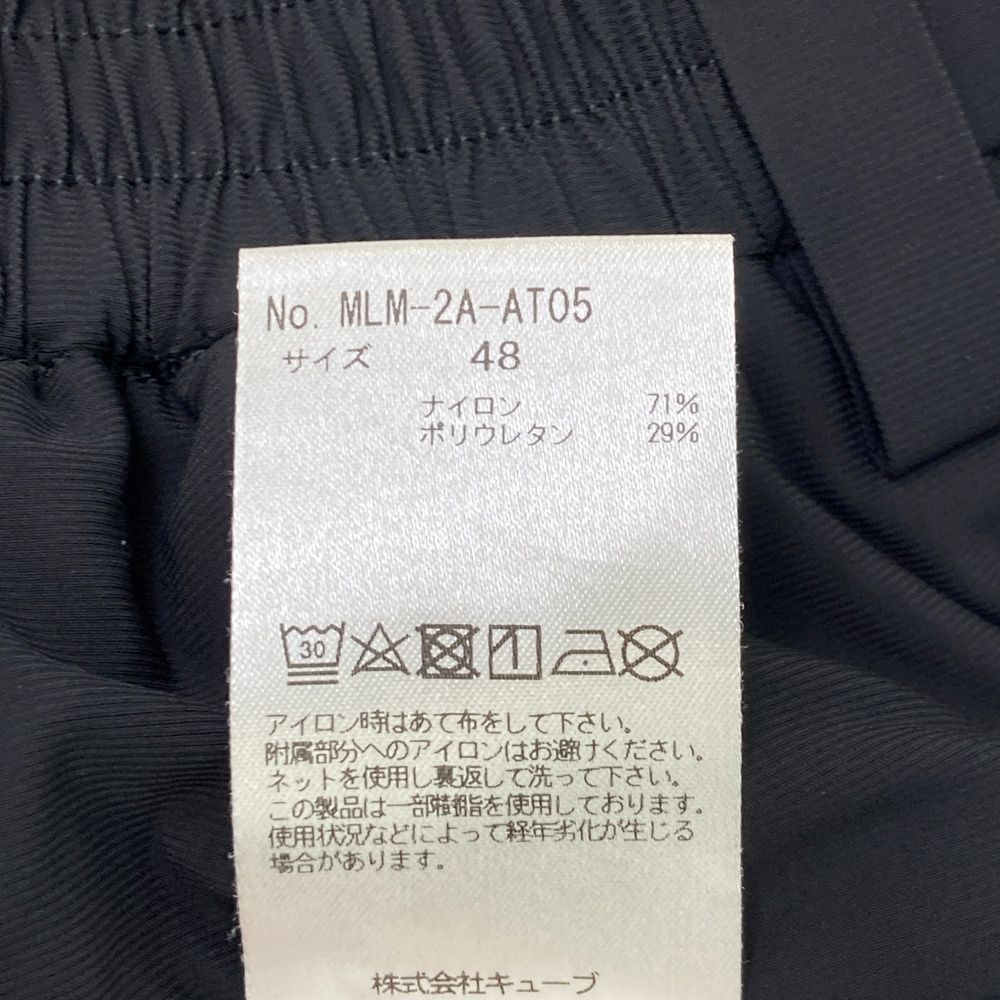 No. MLM-2A-AT05
サイズ 48
ナイロン 71%
ポリウレタン 29%
30
アイロン時はあて布をして下さい。
附属部分へのアイロンはお避けください。
ネットを使用し裏返して洗って下さい。
この製品は一部樹脂を使用しております。
使用状況などによって経年劣化が生じる
場合があります。
株式会社キューブ